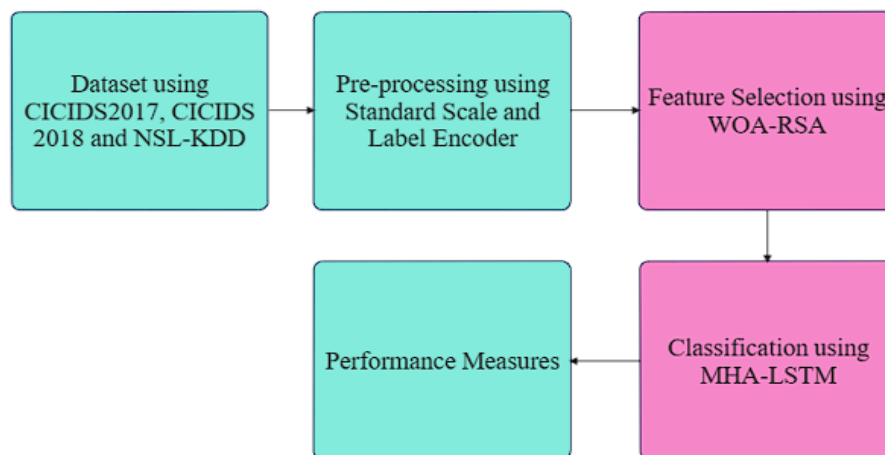 Dataset using
CICIDS2017, CICIDS
2018 and NSL-KDD
Pre-processing using
Standard Scale and
Label Encoder
Feature Selection using
WOA-RSA
Classification using
MHA-LSTM
Performance Measures